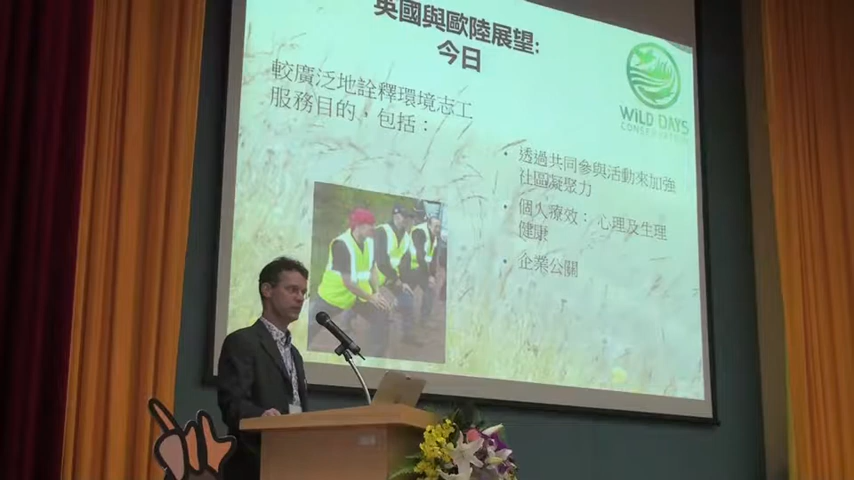 英國與歐陸展望:
今日
較廣泛地詮釋環境志工
服務目的，包括：
WiLD DAYS
CONSERVATION
• 透過共同參與活動來加強
社區凝聚力
• 個人療效： 心理及生理
健康
• 企業公關